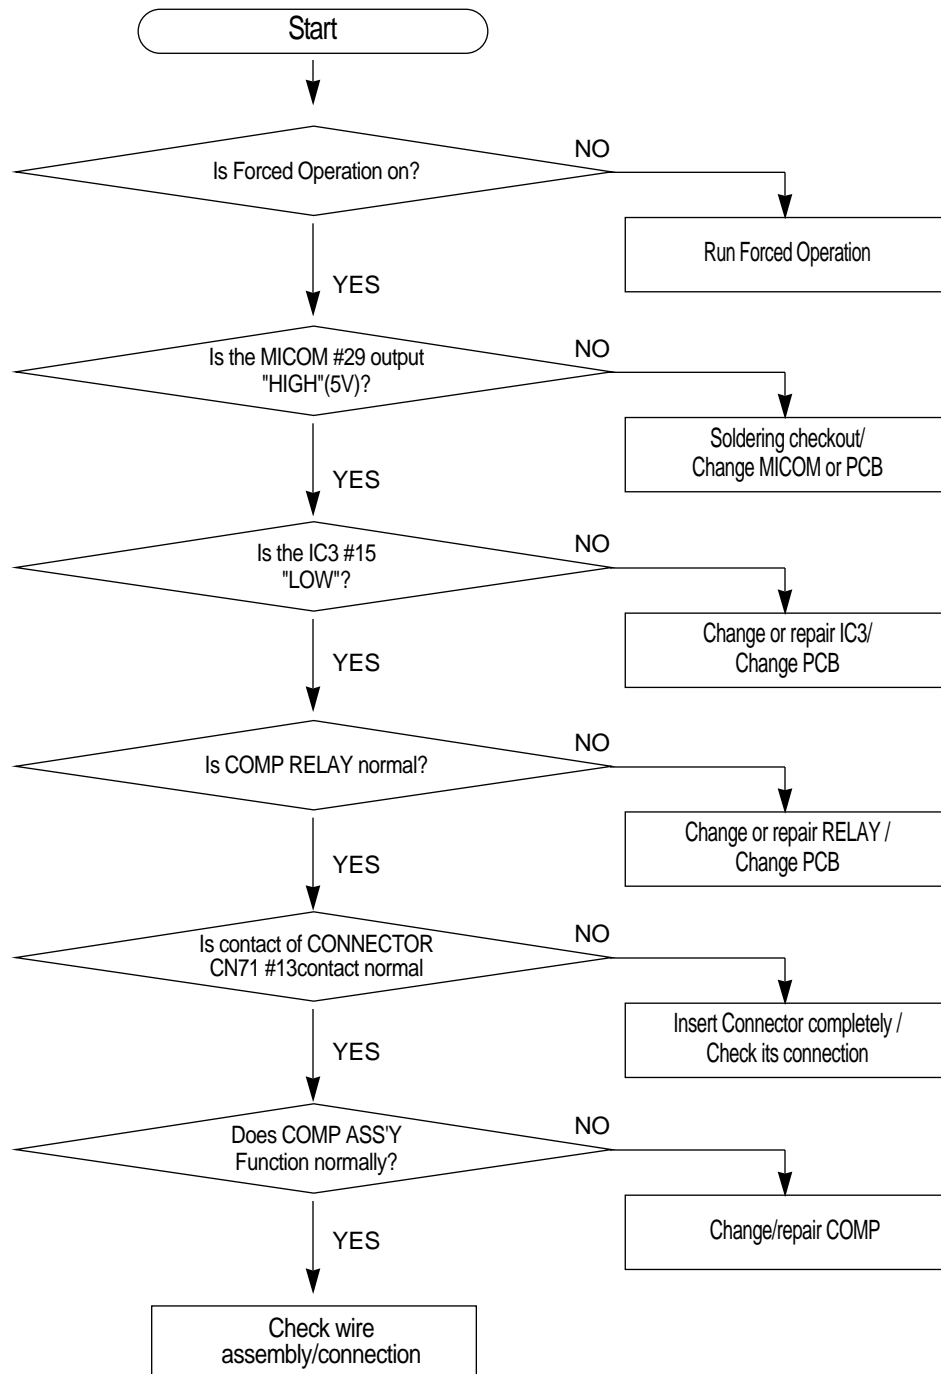 Start
Is Forced Operation on?
NO
Run Forced Operation
YES
Is the MICOM #29 output
"HIGH"(5V)?
NO
Soldering checkout/
Change MICOM or PCB
YES
Is the IC3 #15
"LOW"?
NO
Change or repair IC3/
Change PCB
YES
Is COMP RELAY normal?
NO
Change or repair RELAY /
Change PCB
YES
Is contact of CONNECTOR
CN71 #13contact normal
NO
Insert Connector completely /
Check its connection
YES
Does COMP ASS'Y
Function normally?
NO
Change/repair COMP
YES
Check wire
assembly/connection